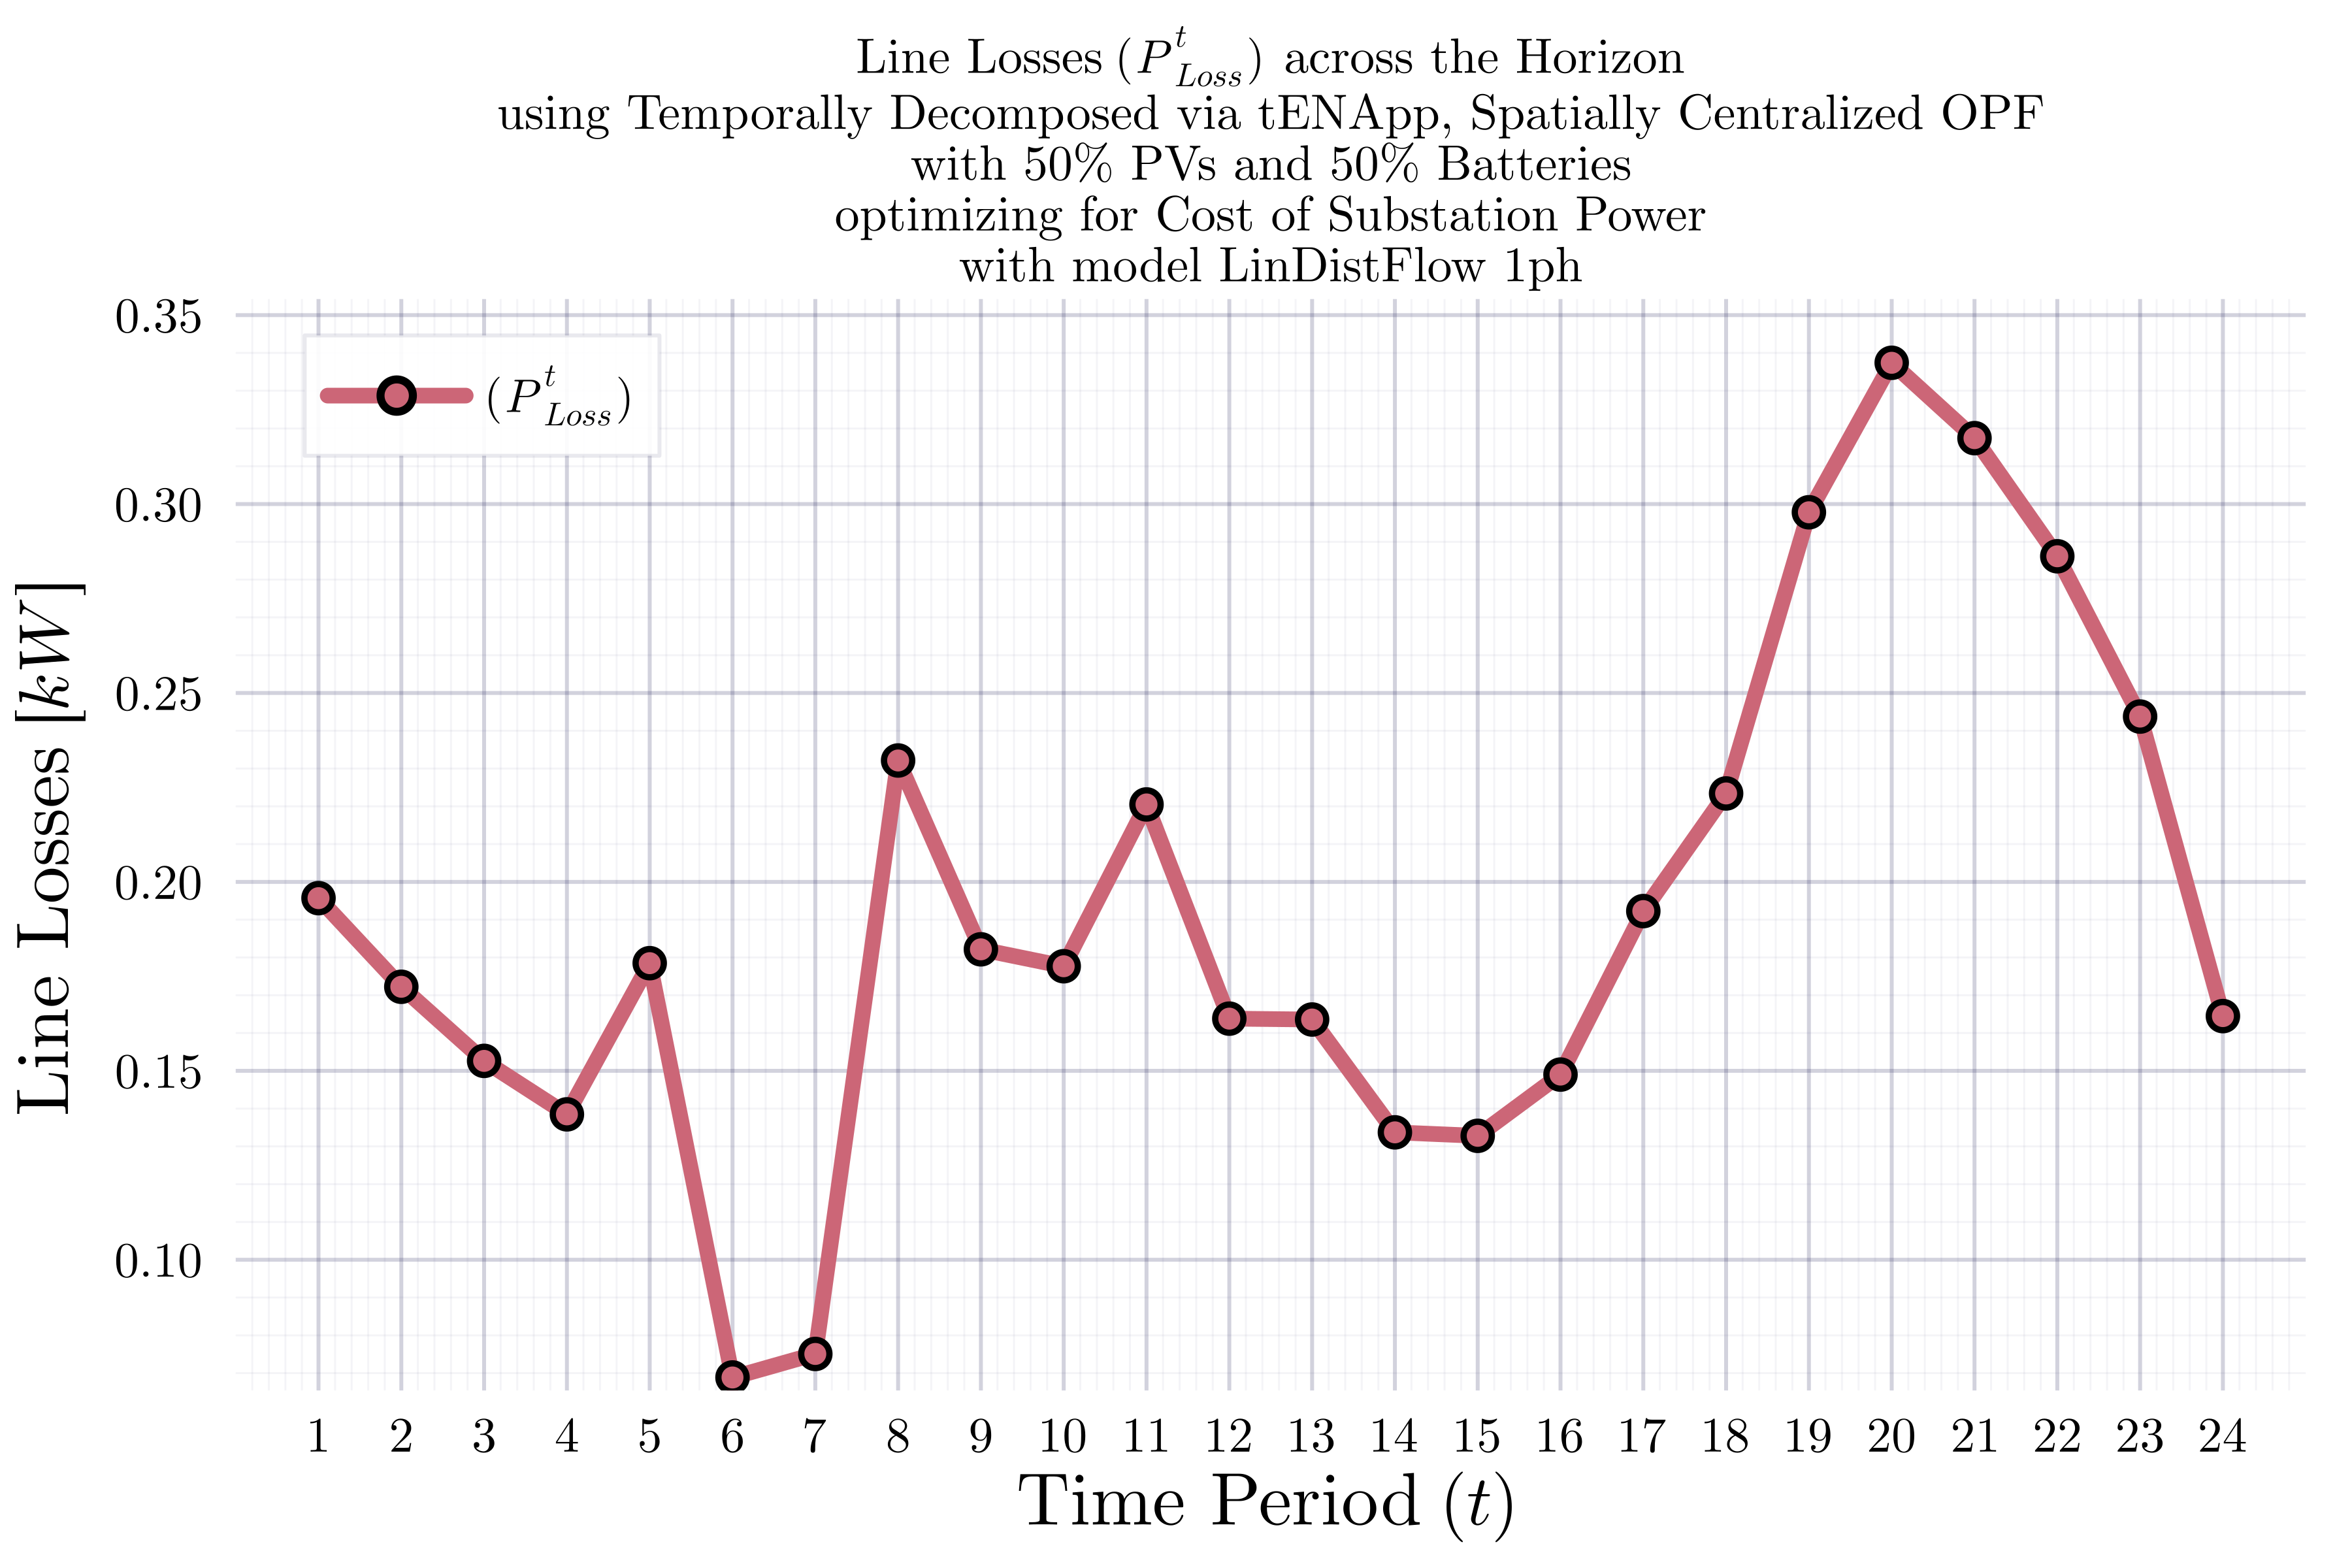 Line Losses (P^t_Loss) across the Horizon
using Temporally Decomposed via tENApp, Spatially Centralized OPF
with 50% PVs and 50% Batteries
optimizing for Cost of Substation Power
with model LinDistFlow 1ph
(P^t_Loss)
Line Losses [kW]
0.35
0.30
0.25
0.20
0.15
0.10
1 2 3 4 5 6 7 8 9 10 11 12 13 14 15 16 17 18 19 20 21 22 23 24
Time Period (t)